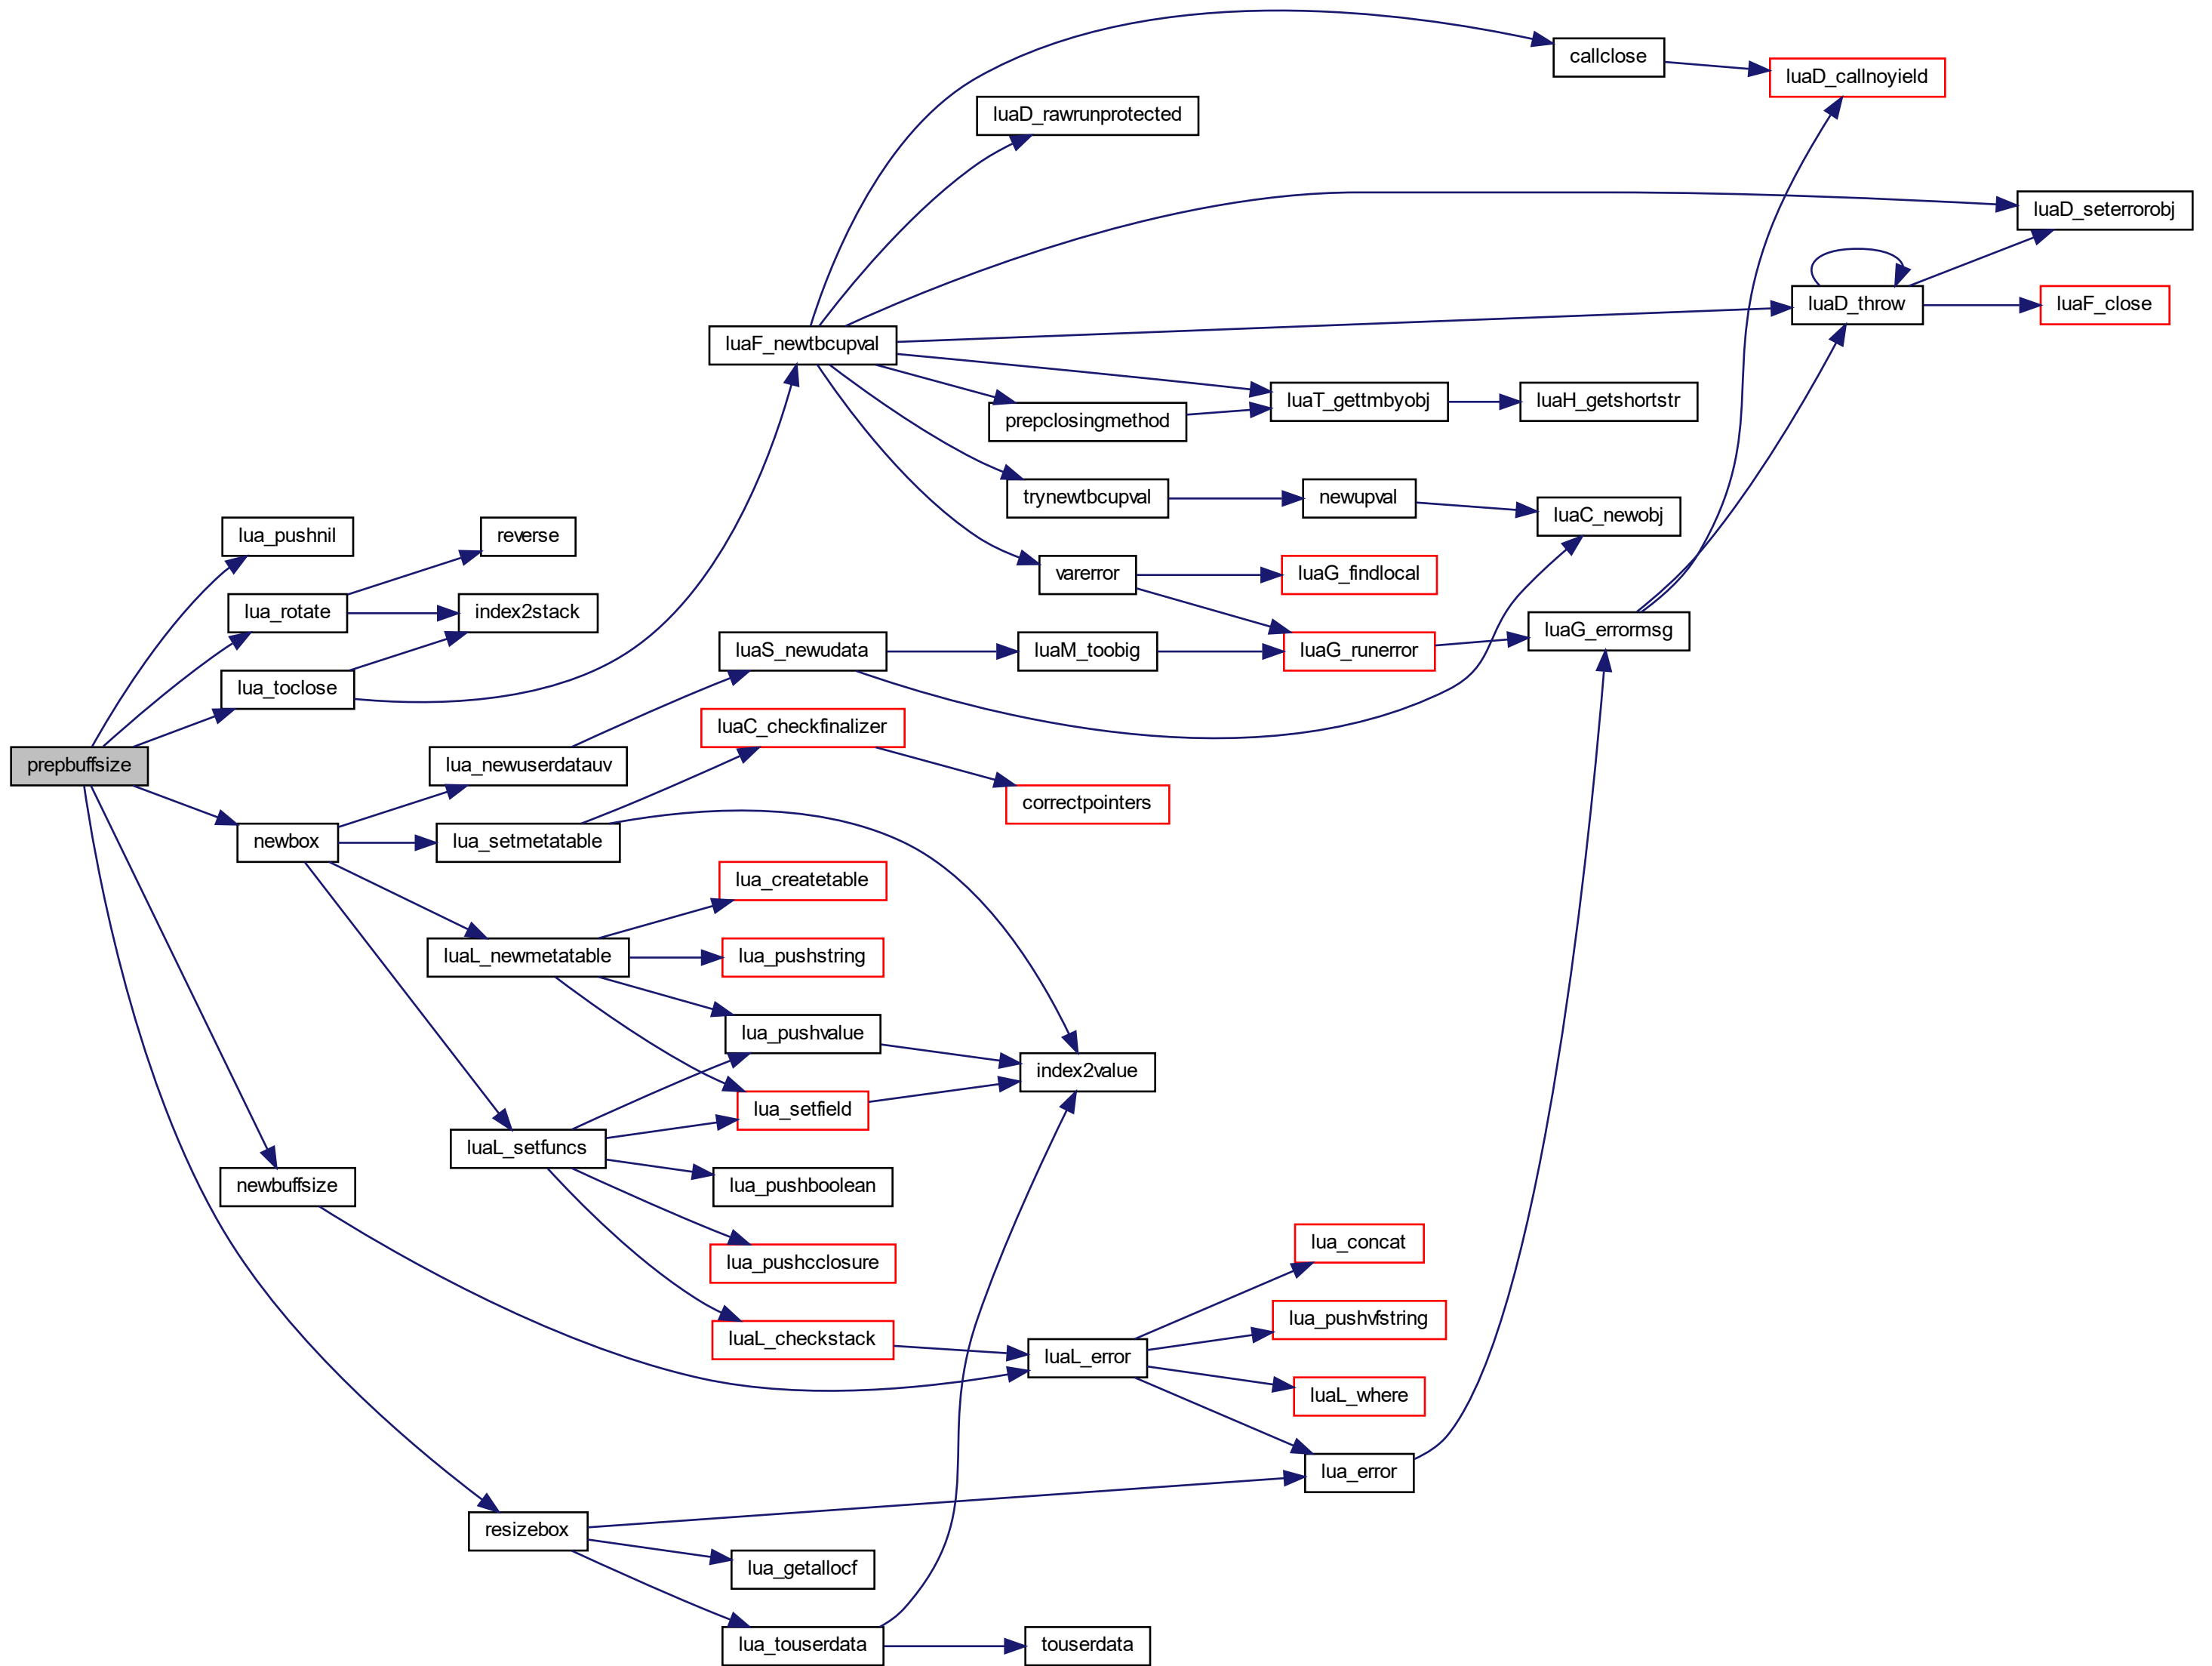 callclose
luaD_callnoyield
luaD_rawrunprotected
luaD_seterrorobj
luaD_throw
luaF_close
luaF_newtbcupval
luaT_gettmbyobj
luaH_getshortstr
prepclosingmethod
trynewtbcupval
newupval
luaC_newobj
lua_pushnil
reverse
varerror
luaG_findlocal
lua_rotate
index2stack
luaS_newudata
luaM_toobig
luaG_runerror
luaG_errormsg
lua_toclose
luaC_checkfinalizer
prepbuffsize
lua_newuserdatauv
correctpointers
newbox
lua_setmetatable
lua_createtable
luaL_newmetatable
lua_pushstring
lua_pushvalue
index2value
lua_setfield
luaL_setfuncs
newbuffsize
lua_pushboolean
lua_pushcclosure
lua_concat
lua_pushvfstring
luaL_checkstack
luaL_error
luaL_where
lua_error
resizebox
lua_getallocf
lua_touserdata
touserdata